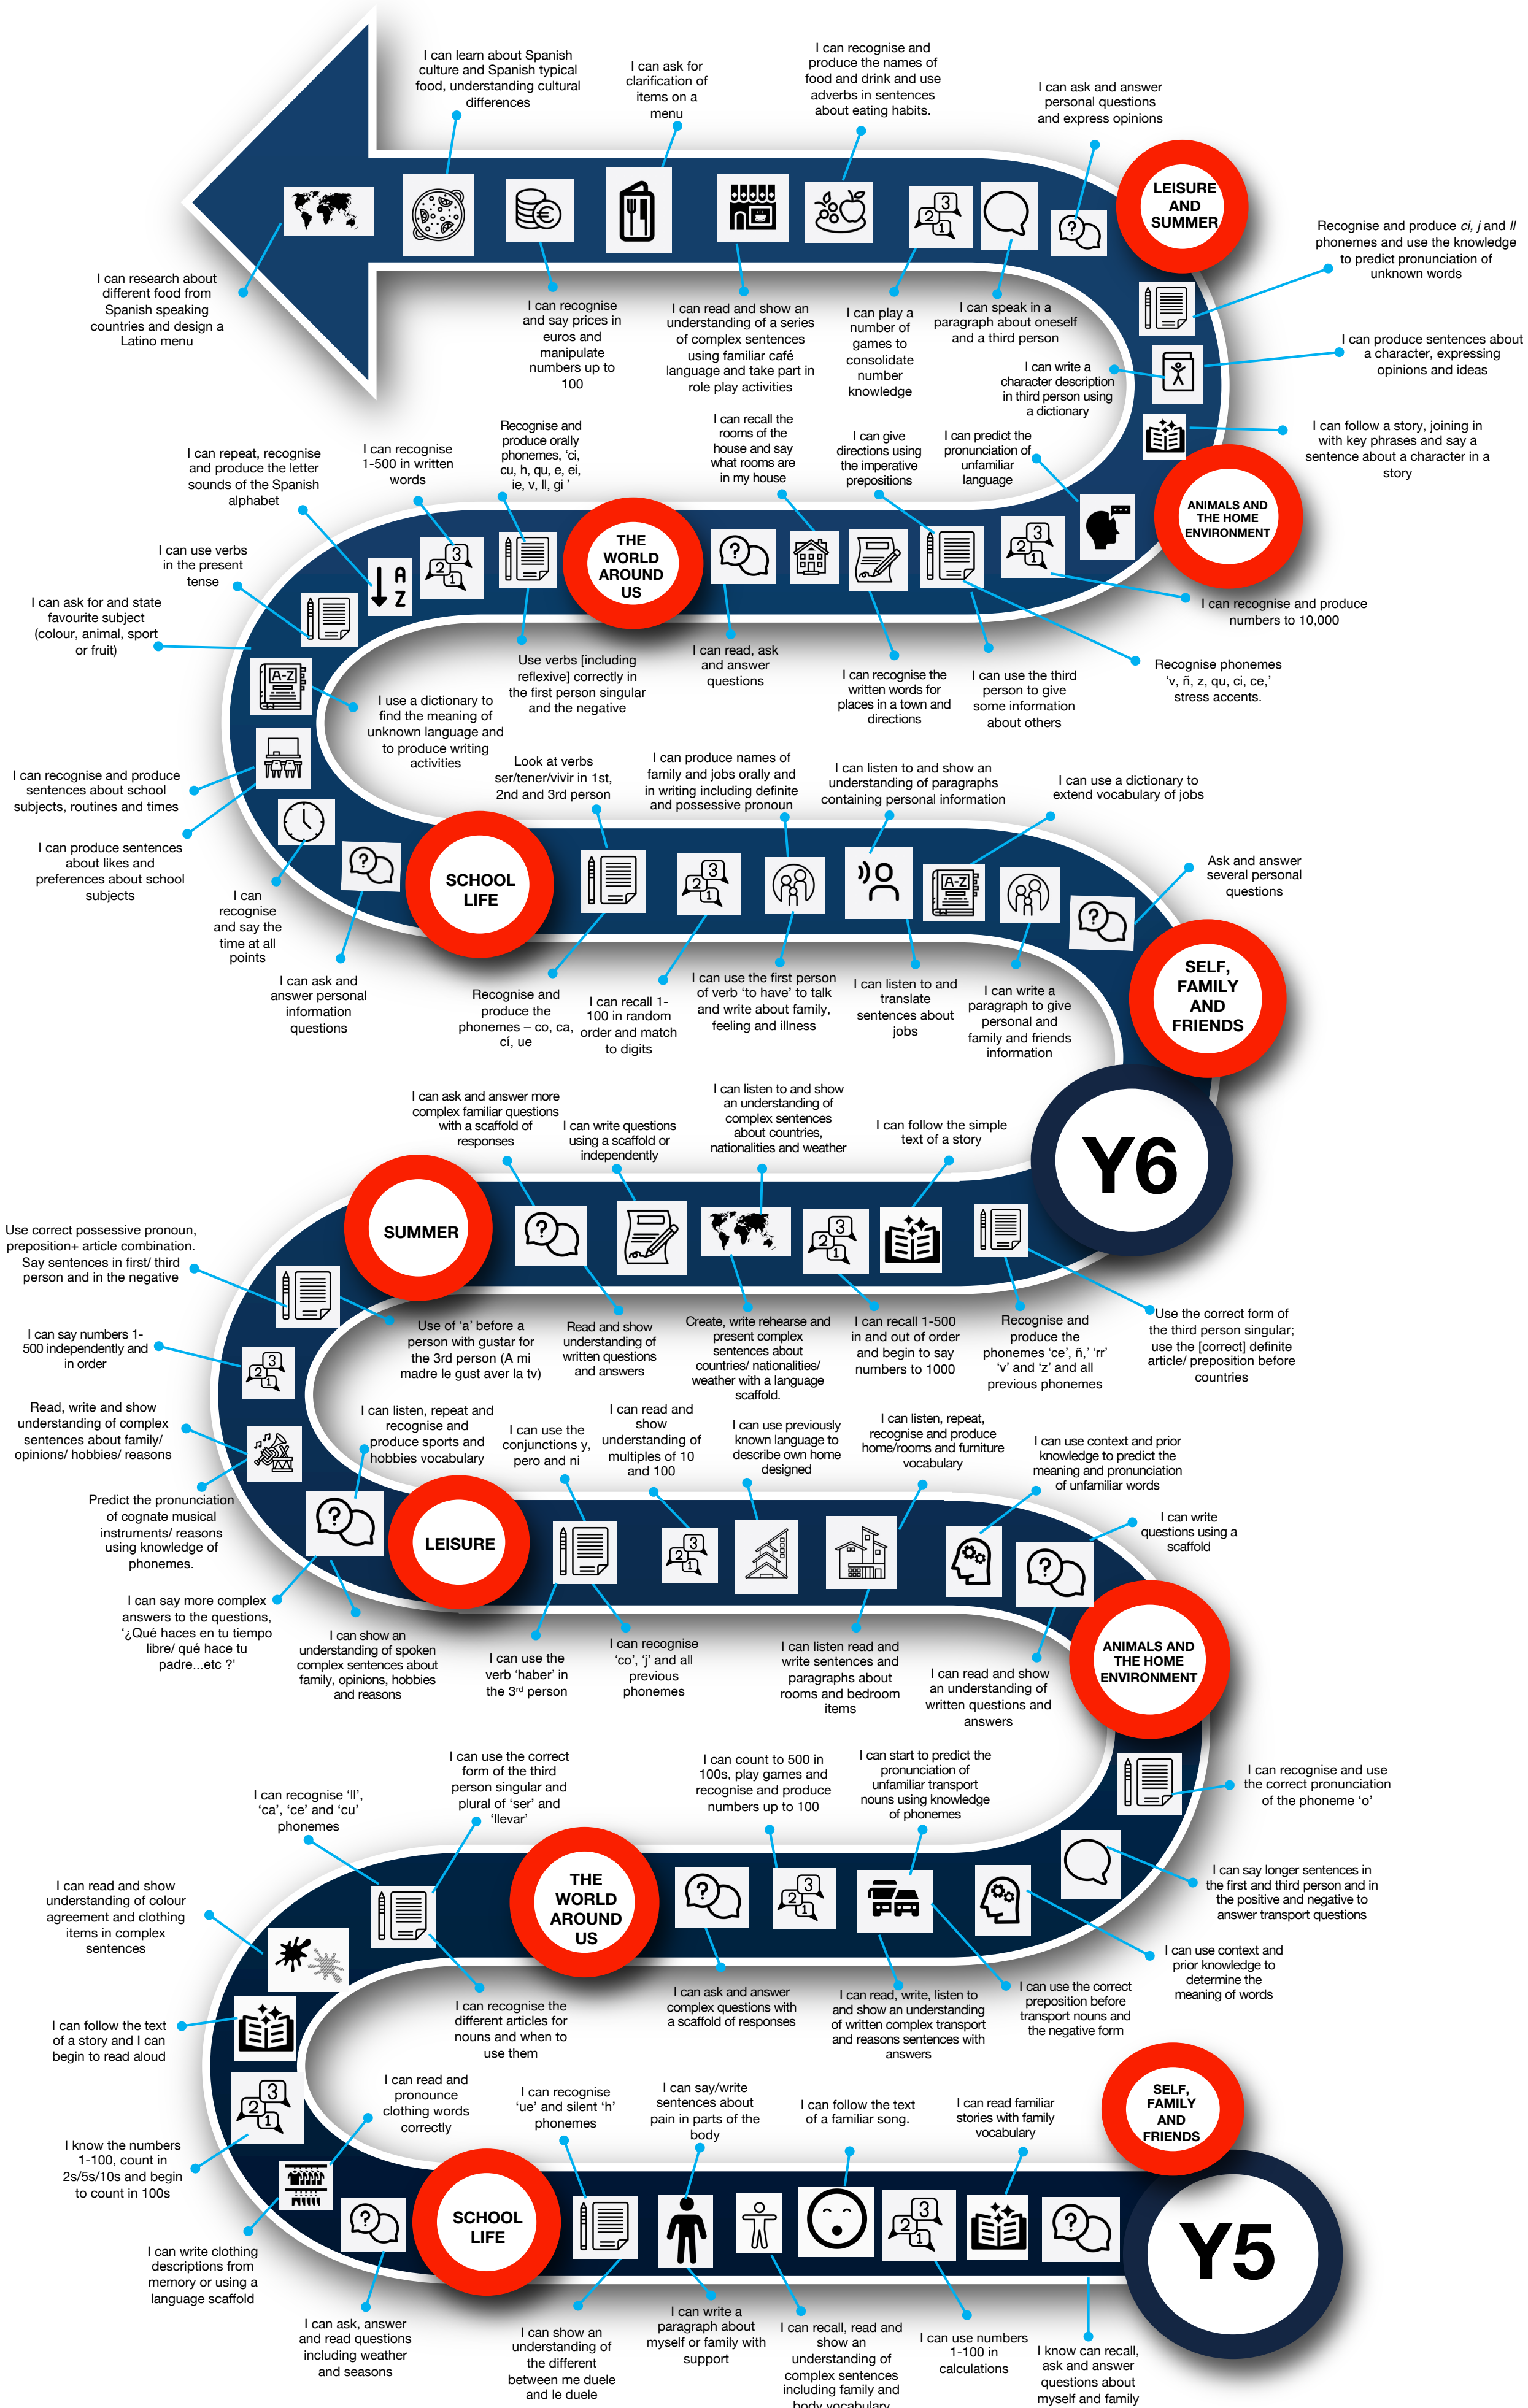 I can learn about Spanish
culture and Spanish typical
food, understanding cultural
differences
I can ask for
clarification of
items on a
menu
I can recognise and
produce the names of
food and drink and use
adverbs in sentences
about eating habits.
I can ask and answer
personal questions
and express opinions
LEISURE
AND
SUMMER
Recognise and produce ci, j and ll
phonemes and use the knowledge
to predict pronunciation of
unknown words
I can research about
different food from
Spanish speaking
countries and design a
Latino menu
I can recognise
and say prices in
euros and
manipulate
numbers up to
100
I can read and show an
understanding of a series
of complex sentences
using familiar café
language and take part in
role play activities
I can play a
number of
games to
consolidate
number
knowledge
I can speak in a
paragraph about oneself
and a third person
I can write a
character description
in third person using
a dictionary
I can produce sentences about
a character, expressing
opinions and ideas
I can follow a story, joining in
with key phrases and say a
sentence about a character in a
story
I can repeat, recognise
and produce the letter
sounds of the Spanish
alphabet
I can recognise
1-500 in written
words
Recognise and
produce orally
phonemes, ‘ci,
cu, h, qu, e, ei,
ie, v, ll, gi ’
I can recall the
rooms of the
house and say
what rooms are
in my house
I can give
directions using
the imperative
prepositions
I can predict the
pronunciation of
unfamiliar
language
ANIMALS AND
THE HOME
ENVIRONMENT
THE
WORLD
AROUND
US
I can use verbs
in the present
tense
A
Z
I can ask for and state
favourite subject
(colour, animal, sport
or fruit)
Use verbs [including
reflexive] correctly in
the first person singular
and the negative
I can read, ask
and answer
questions
I can recognise the
written words for
places in a town and
directions
I can use the third
person to give
some information
about others
I can recognise and produce
numbers to 10,000
Recognise phonemes
‘v, ñ, z, qu, ci, ce,’
stress accents.
A-Z
I use a dictionary to
find the meaning of
unknown language and
to produce writing
activities
I can recognise and produce
sentences about school
subjects, routines and times
I can produce sentences
about likes and
preferences about school
subjects
I can
recognise
and say the
time at all
points
I can ask and
answer personal
information
questions
Look at verbs
ser/tener/vivir in 1st,
2nd and 3rd person
I can produce names of
family and jobs orally and
in writing including definite
and possessive pronoun
I can listen to and show an
understanding of paragraphs
containing personal information
I can use a dictionary to
extend vocabulary of jobs
Ask and answer
several personal
questions
SCHOOL
LIFE
A-Z
SELF,
FAMILY
AND
FRIENDS
Recognise and
produce the
phonemes – co, ca,
cí, ue
I can recall 1-
100 in random
order and match
to digits
I can use the first person
of verb ‘to have’ to talk
and write about family,
feeling and illness
I can listen to and
translate
sentences about
jobs
I can write a
paragraph to give
personal and
family and friends
information
Y6
I can ask and answer more
complex familiar questions
with a scaffold of
responses
I can write questions
using a scaffold or
independently
I can listen to and show
an understanding of
complex sentences
about countries,
nationalities and weather
I can follow the simple
text of a story
SUMMER
Use correct possessive pronoun,
preposition+ article combination.
Say sentences in first/ third
person and in the negative
Use of ‘a’ before a
person with gustar for
the 3rd person (A mi
madre le gust aver la tv)
Read and show
understanding of
written questions
and answers
Create, write rehearse and
present complex
sentences about
countries/ nationalities/
weather with a language
scaffold.
I can recall 1-500
in and out of order
and begin to say
numbers to 1000
Recognise and
produce the
phonemes ‘ce’, ñ,’ ‘rr’
‘v’ and ‘z’ and all
previous phonemes
Use the correct form of
the third person singular;
use the [correct] definite
article/ preposition before
countries
I can say numbers 1-
500 independently and
in order
Read, write and show
understanding of complex
sentences about family/
opinions/ hobbies/ reasons
Predict the pronunciation
of cognate musical
instruments/ reasons
using knowledge of
phonemes.
I can listen, repeat and
recognise and
produce sports and
hobbies vocabulary
I can use the
conjunctions y,
pero and ni
I can read and
show
understanding of
multiples of 10
and 100
I can use previously
known language to
describe own home
designed
I can listen, repeat,
recognise and produce
home/rooms and furniture
vocabulary
I can use context and prior
knowledge to predict the
meaning and pronunciation
of unfamiliar words
I can write
questions using a
scaffold
LEISURE
I can say more complex
answers to the questions,
‘¿Qué haces en tu tiempo
libre/ qué hace tu
padre...etc ?’
I can show an
understanding of spoken
complex sentences about
family, opinions, hobbies
and reasons
I can use the
verb ‘haber’ in
the 3rd person
I can recognise
‘co’, ‘j’ and all
previous
phonemes
I can listen read and
write sentences and
paragraphs about
rooms and bedroom
items
I can read and show
an understanding of
written questions and
answers
ANIMALS AND
THE HOME
ENVIRONMENT
I can recognise ‘ll’,
‘ca’, ‘ce’ and ‘cu’
phonemes
I can use the correct
form of the third
person singular and
plural of ‘ser’ and
‘llevar’
I can count to 500 in
100s, play games and
recognise and produce
numbers up to 100
I can start to predict the
pronunciation of
unfamiliar transport
nouns using knowledge
of phonemes
I can recognise and use
the correct pronunciation
of the phoneme ‘o’
THE
WORLD
AROUND
US
I can say longer sentences in
the first and third person and in
the positive and negative to
answer transport questions
I can read and show
understanding of colour
agreement and clothing
items in complex
sentences
I can recognise the
different articles for
nouns and when to
use them
I can ask and answer
complex questions with
a scaffold of responses
I can read, write, listen to
and show an understanding
of written complex transport
and reasons sentences with
answers
I can use the correct
preposition before
transport nouns and
the negative form
I can use context and
prior knowledge to
determine the
meaning of words
I can follow the text
of a story and I can
begin to read aloud
I know the numbers
1-100, count in
2s/5s/10s and begin
to count in 100s
I can read and
pronounce
clothing words
correctly
I can recognise
‘ue’ and silent ‘h’
phonemes
I can say/write
sentences about
pain in parts of the
body
I can follow the text
of a familiar song.
I can read familiar
stories with family
vocabulary
SELF,
FAMILY
AND
FRIENDS
SCHOOL
LIFE
Y5
I can write clothing
descriptions from
memory or using a
language scaffold
I can ask, answer
and read questions
including weather
and seasons
I can show an
understanding of
the different
between me duele
and le duele
I can write a
paragraph about
myself or family with
support
I can recall, read and
show an
understanding of
complex sentences
including family and
body vocabulary
I can use numbers
1-100 in
calculations
I know can recall,
ask and answer
questions about
myself and family